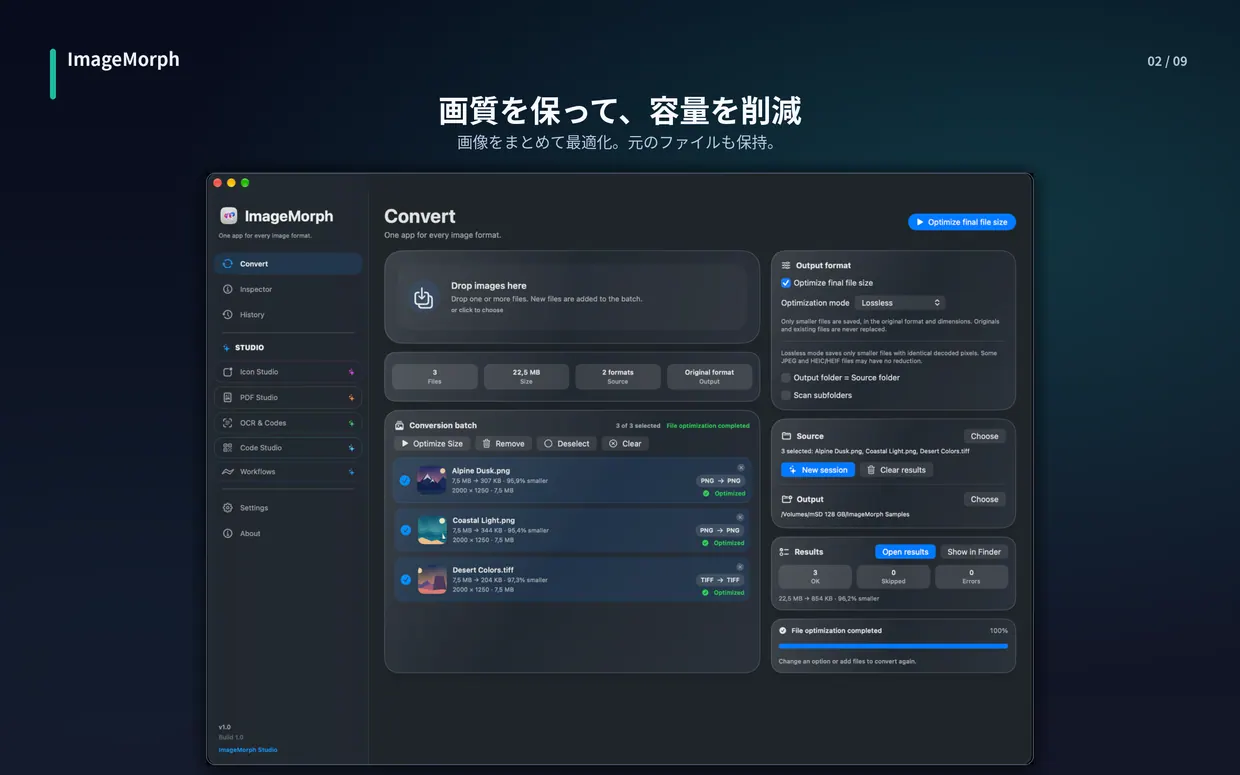 ImageMorph
02 / 09
画質を保って、容量を削減
画像をまとめて最適化。元のファイルも保持。
ImageMorph
One app for every image format.
Convert
Inspector
History
STUDIO
Icon Studio
PDF Studio
OCR & Codes
Code Studio
Workflows
Settings
About
v1.0
Build 1.0
ImageMorph Studio
Convert
One app for every image format.
Optimize final file size
Drop images here
Drop one or more files. New files are added to the batch.
or click to choose
3
Files
22,5 MB
Size
2 formats
Source
Original format
Output
Conversion batch
3 of 3 selected
File optimization completed
Optimize Size
Remove
Deselect
Clear
Alpine Dusk.png
7,5 MB → 307 KB · 95,9% smaller
2000 × 1250 · 7,5 MB
PNG → PNG
Optimized
Coastal Light.png
7,5 MB → 344 KB · 95,4% smaller
2000 × 1250 · 7,5 MB
PNG → PNG
Optimized
Desert Colors.tiff
7,5 MB → 204 KB · 97,3% smaller
2000 × 1250 · 7,5 MB
TIFF → TIFF
Optimized
Output format
Optimize final file size
Optimization mode
Lossless
Only smaller files are saved, in the original format and dimensions. Originals
and existing files are never replaced.
Lossless mode saves only smaller files with identical decoded pixels. Some
JPEG and HEIC/HEIF files may have no reduction.
Output folder = Source folder
Scan subfolders
Source
Choose
3 selected: Alpine Dusk.png, Coastal Light.png, Desert Colors.tiff
New session
Clear results
Output
Choose
/Volumes/mSD 128 GB/ImageMorph Samples
Results
Open results
Show in Finder
3
OK
0
Skipped
0
Errors
22,5 MB → 854 KB · 96,2% smaller
File optimization completed
100%
Change an option or add files to convert again.